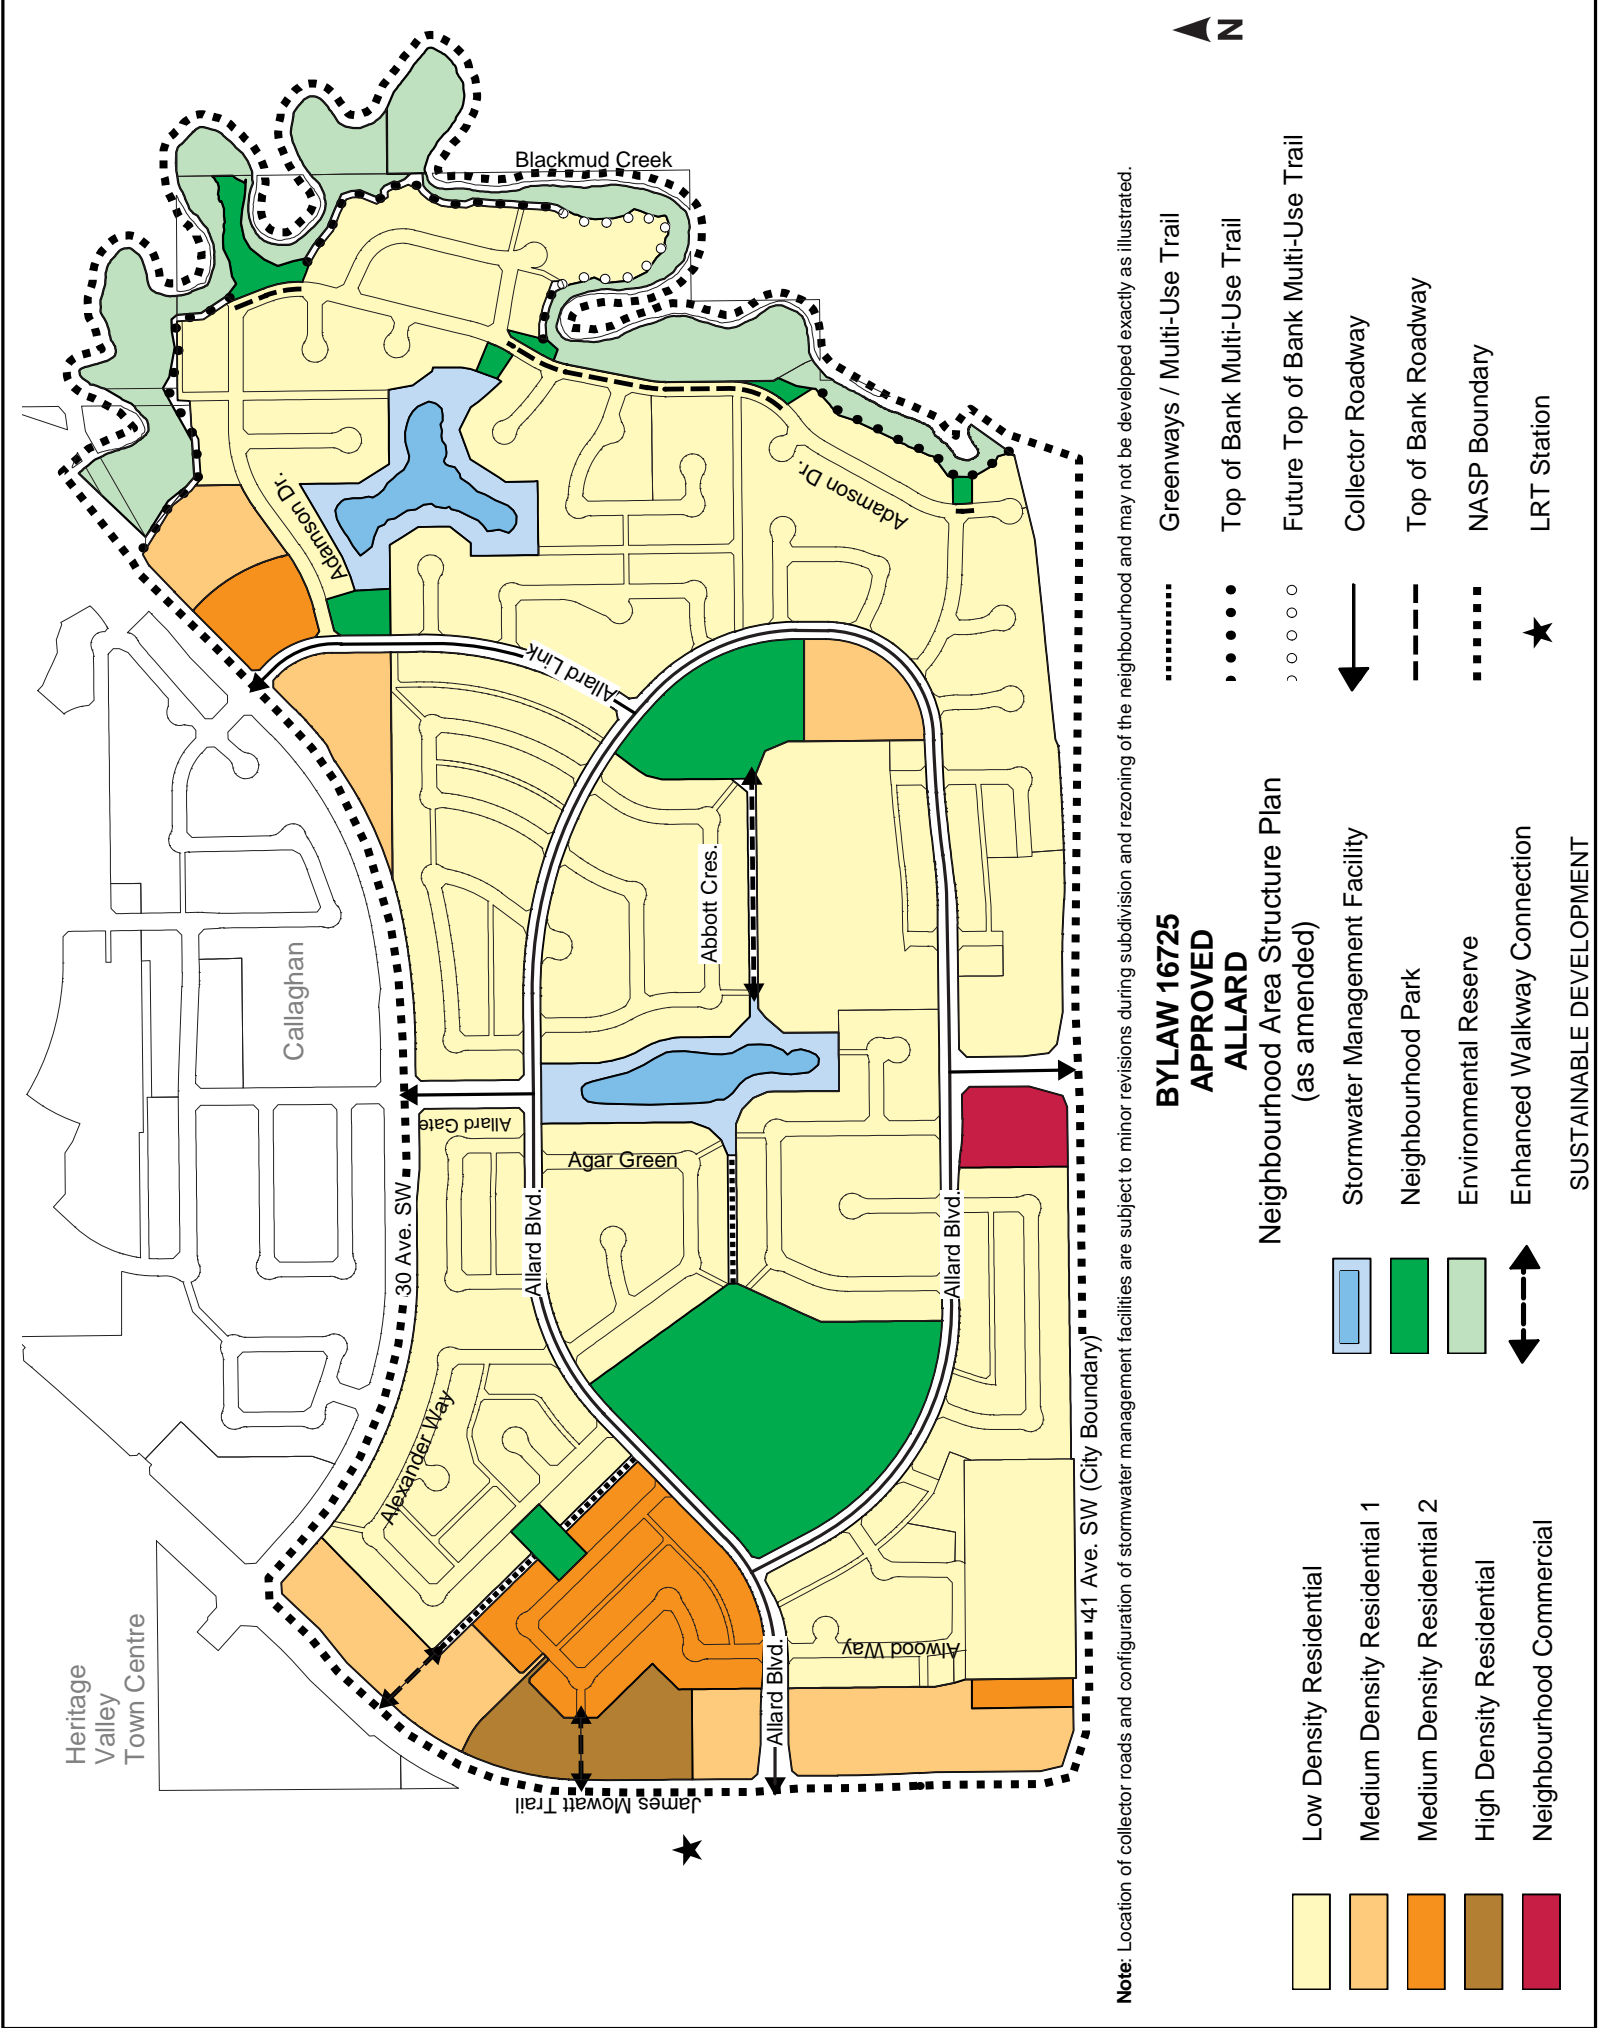 Heritage
Valley
Town Centre
Callaghan
Blackmud Creek
30 Ave. SW
Alexander Way
Allard Gate
Allard Blvd.
Agar Green
Abbott Cres.
Allard Link
Adamson Dr.
Adamson Dr.
Allard Blvd.
Allard Blvd.
Alwood Way
James Mowatt Trail
41 Ave. SW (City Boundary)
N
Note: Location of collector roads and configuration of stormwater management facilities are subject to minor revisions during subdivision and rezoning of the neighbourhood and may not be developed exactly as illustrated.
BYLAW 16725
APPROVED
ALLARD
Neighbourhood Area Structure Plan
(as amended)
Low Density Residential
Medium Density Residential 1
Medium Density Residential 2
High Density Residential
Neighbourhood Commercial
Stormwater Management Facility
Neighbourhood Park
Environmental Reserve
Enhanced Walkway Connection
Greenways / Multi-Use Trail
Top of Bank Multi-Use Trail
Future Top of Bank Multi-Use Trail
Collector Roadway
Top of Bank Roadway
NASP Boundary
LRT Station
SUSTAINABLE DEVELOPMENT